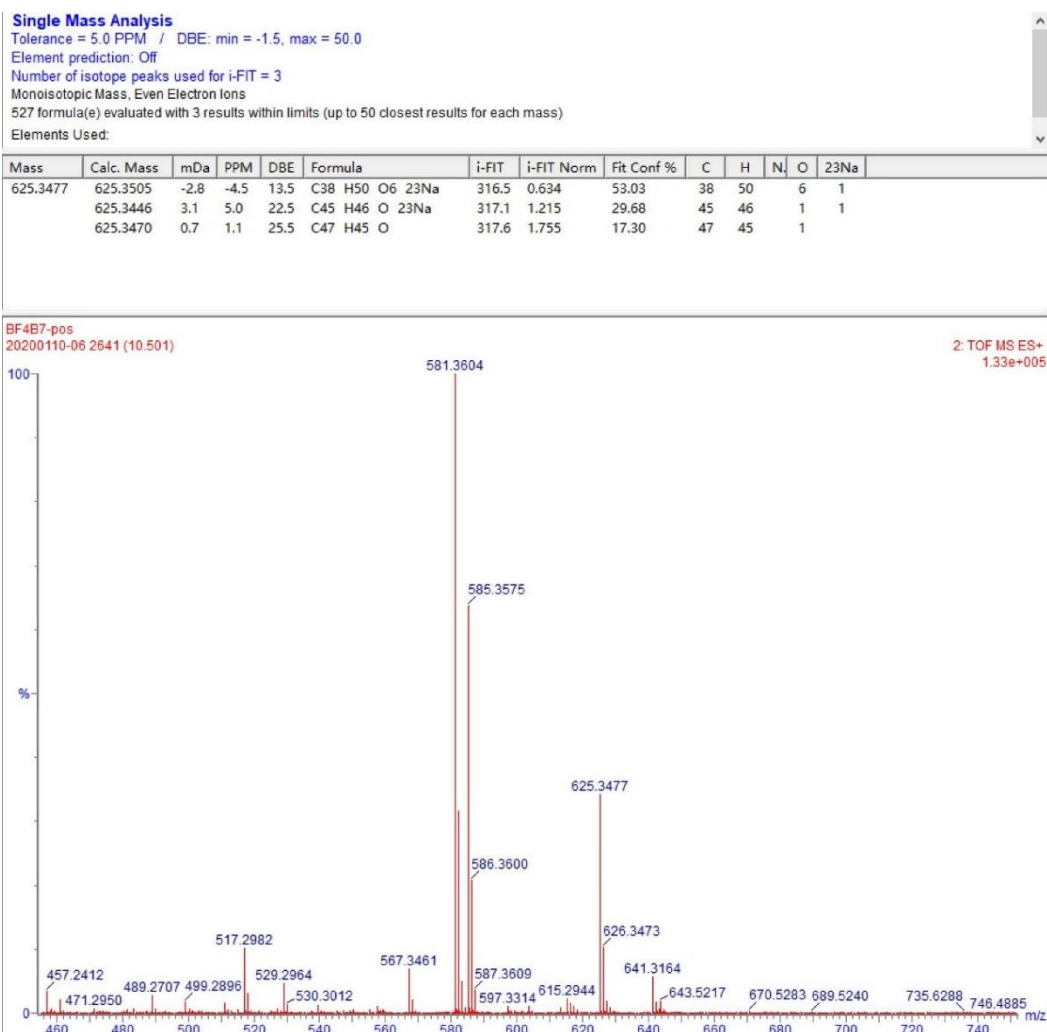 Single Mass Analysis
Tolerance = 5.0 PPM / DBE: min = -1.5, max = 50.0
Element prediction: Off
Number of isotope peaks used for i-FIT = 3
Monoisotopic Mass, Even Electron Ions
527 formula(e) evaluated with 3 results within limits (up to 50 closest results for each mass)
Elements Used:
Mass Calc. Mass mDa PPM DBE Formula i-FIT i-FIT Norm Fit Conf % C H N. O 23Na
625.3477 625.3505 -2.8 -4.5 13.5 C38 H50 O6 23Na 316.5 0.634 53.03 38 50 6 1
625.3446 3.1 5.0 22.5 C45 H46 O 23Na 317.1 1.215 29.68 45 46 1 1
625.3470 0.7 1.1 25.5 C47 H45 O 317.6 1.755 17.30 47 45 1
BF4B7-pos
20200110-06 2641 (10.501)
2: TOF MS ES+
1.33e+005
581.3604
100
585.3575
%
625.3477
586.3600
517.2982
626.3473
567.3461
457.2412
529.2964
587.3609
641.3164
489.2707
499.2896
615.2944
471.2950
530.3012
597.3314
643.5217
670.5283
689.5240
735.6288
746.4885
0
m/z
460 480 500 520 540 560 580 600 620 640 660 680 700 720 740